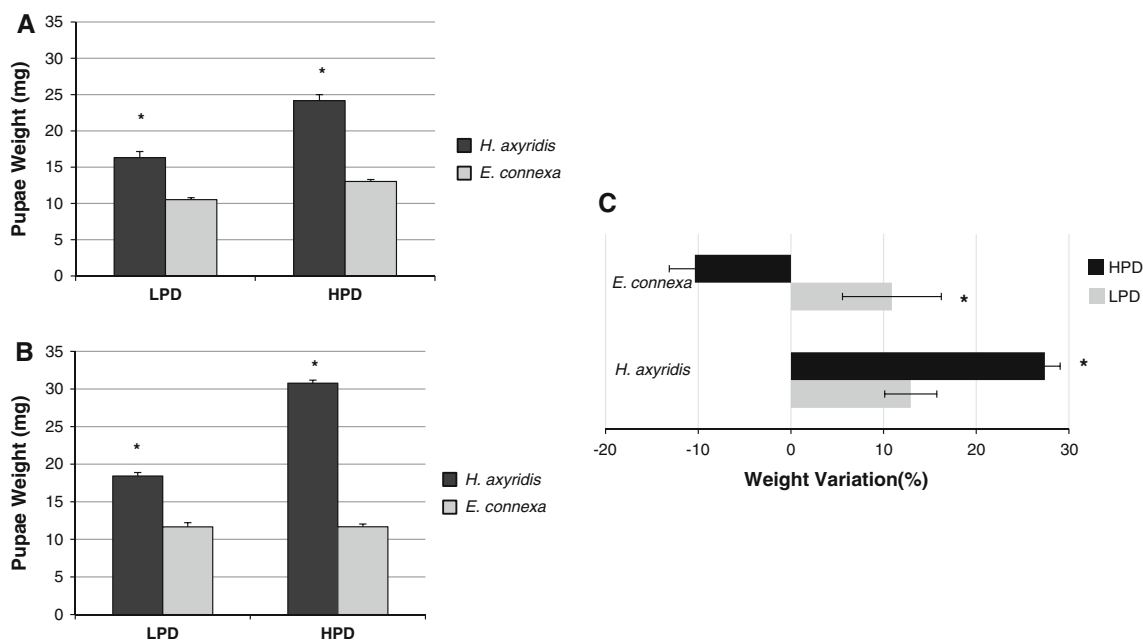 A
Pupae Weight (mg)
35
30
25
20
15
10
5
0
*
*
LPD
HPD
H. axyridis
E. connexa
B
Pupae Weight (mg)
35
30
25
20
15
10
5
0
*
*
LPD
HPD
H. axyridis
E. connexa
C
E. connexa
*
H. axyridis
*
-20
-10
0
10
20
30
Weight Variation(%)
HPD
LPD